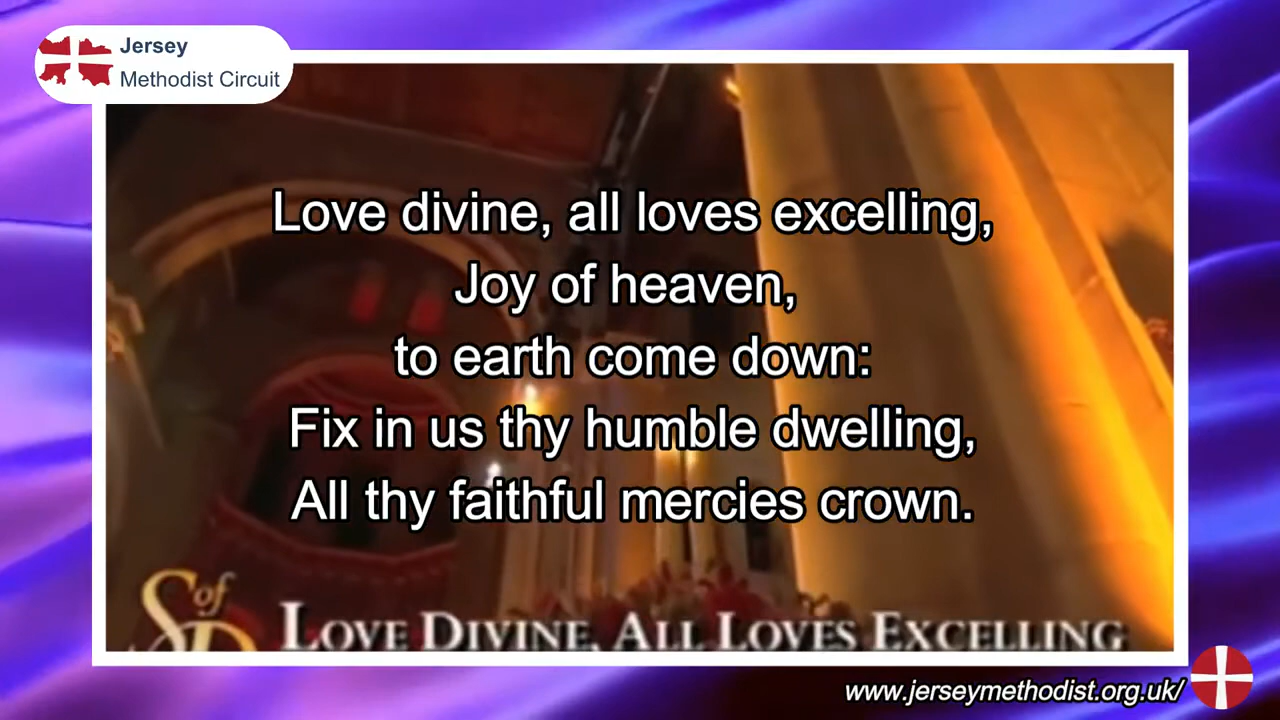 Jersey
Methodist Circuit
Love divine, all loves excelling,
Joy of heaven,
to earth come down:
Fix in us thy humble dwelling,
All thy faithful mercies crown.
S of D
LOVE DIVINE, ALL LOVES EXCELLING
www.jerseymethodist.org.uk/